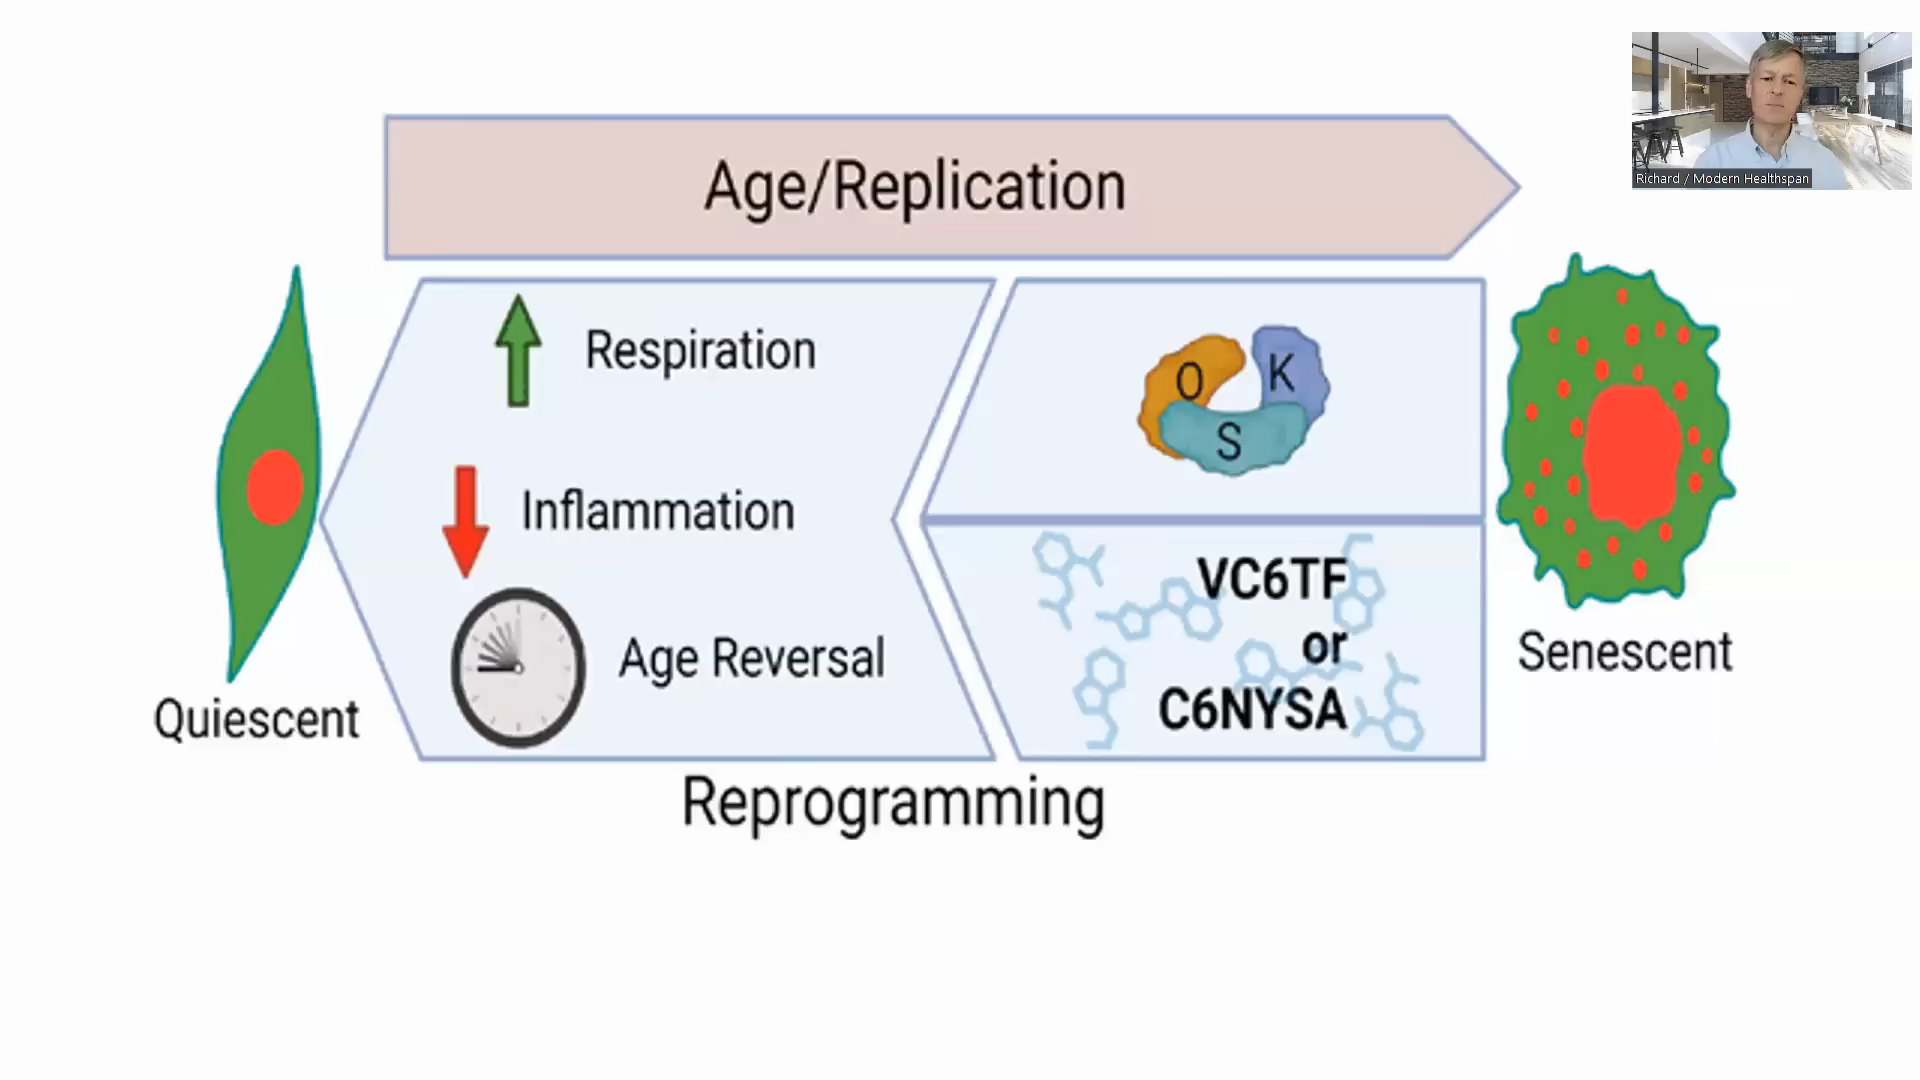 Richard / Modern Healthspan
Age/Replication
Respiration
Inflammation
Age Reversal
O
K
S
VC6TF
or
C6NYSA
Quiescent
Senescent
Reprogramming